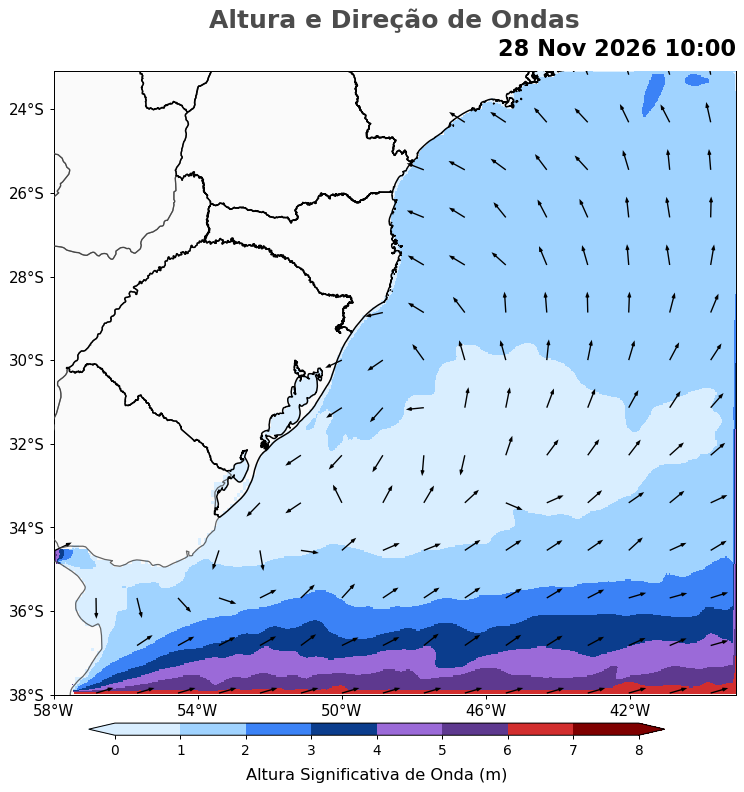 Altura e Direção de Ondas
28 Nov 2026 10:00
24°S
26°S
28°S
30°S
32°S
34°S
36°S
38°S
58°W 54°W 50°W 46°W 42°W
0 1 2 3 4 5 6 7 8
Altura Significativa de Onda (m)